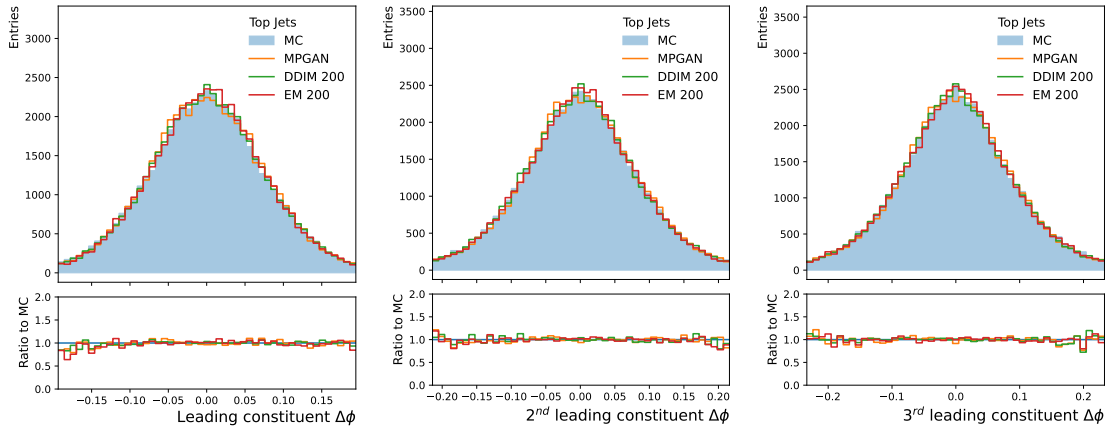 Entries
3000
2500
2000
1500
1000
500
0
Top Jets
MC
MPGAN
DDIM 200
EM 200
Ratio to MC
2.0
1.5
1.0
0.5
0.0
−0.15 −0.10 −0.05 0.00 0.05 0.10 0.15
Leading constituent Δϕ
Entries
3500
3000
2500
2000
1500
1000
500
0
Top Jets
MC
MPGAN
DDIM 200
EM 200
Ratio to MC
2.0
1.5
1.0
0.5
0.0
−0.20 −0.15 −0.10 −0.05 0.00 0.05 0.10 0.15 0.20
2nd leading constituent Δϕ
Entries
3500
3000
2500
2000
1500
1000
500
0
Top Jets
MC
MPGAN
DDIM 200
EM 200
Ratio to MC
2.0
1.5
1.0
0.5
0.0
−0.2 −0.1 0.0 0.1 0.2
3rd leading constituent Δϕ